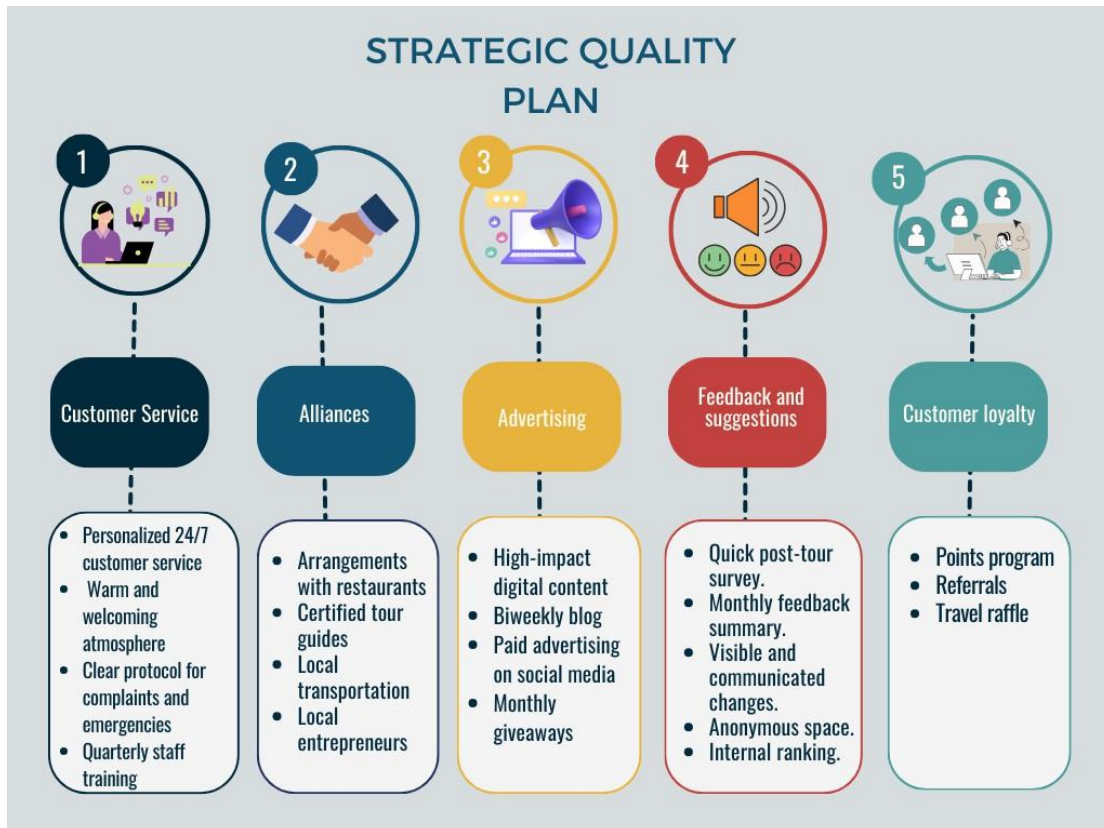 STRATEGIC QUALITY
PLAN
1
2
3
4
5
Customer Service
Alliances
Advertising
Feedback and
suggestions
Customer loyalty
• Personalized 24/7
customer service
• Warm and
welcoming
atmosphere
• Clear protocol for
complaints and
emergencies
• Quarterly staff
training
• Arrangements
with restaurants
• Certified tour
guides
• Local
transportation
• Local
entrepreneurs
• High-impact
digital content
• Biweekly blog
• Paid advertising
on social media
• Monthly
giveaways
• Quick post-tour
survey.
• Monthly feedback
summary.
• Visible and
communicated
changes.
• Anonymous space.
• Internal ranking.
• Points program
• Referrals
• Travel raffle